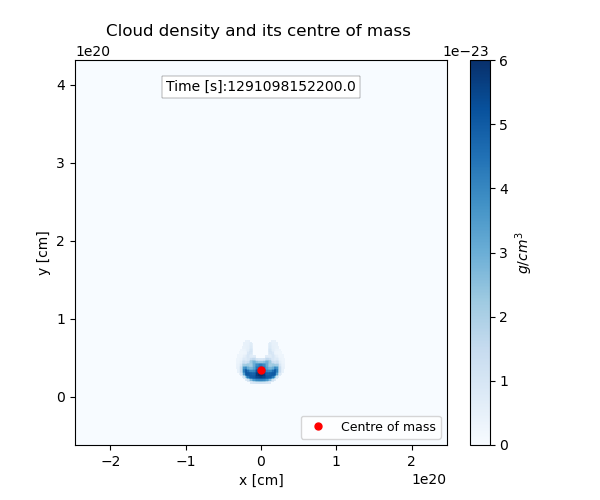 Cloud density and its centre of mass
1e20
1e−23
Time [s]:1291098152200.0
4
3
2
1
0
y [cm]
6
5
4
3
2
1
0
g/cm³
Centre of mass
−2 −1 0 1 2
1e20
x [cm]